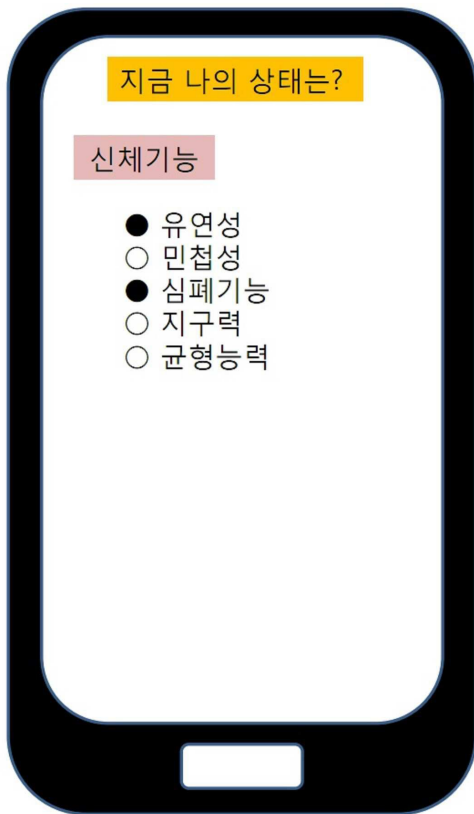 지금 나의 상태는?
신체기능
● 유연성
○ 민첩성
● 심폐기능
○ 지구력
○ 균형능력